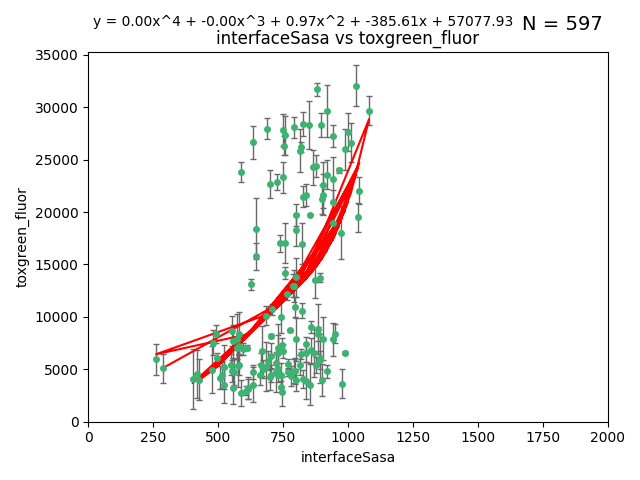 y = 0.00x^4 + -0.00x^3 + 0.97x^2 + -385.61x + 57077.93
N = 597
interfaceSasa vs toxgreen_fluor
35000
30000
25000
20000
15000
10000
5000
0
toxgreen_fluor
0 250 500 750 1000 1250 1500 1750 2000
interfaceSasa